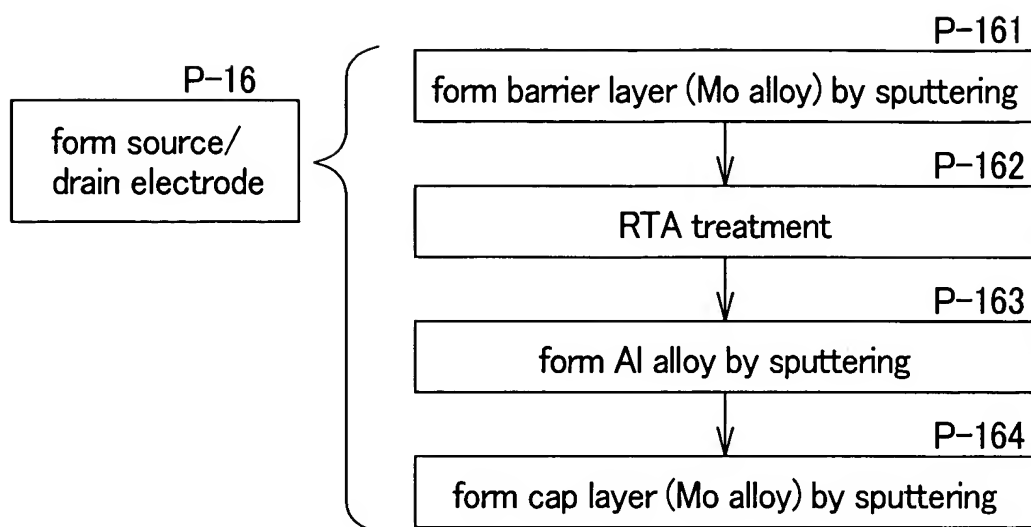 P-16
form source/
drain electrode
P-161
form barrier layer (Mo alloy) by sputtering
P-162
RTA treatment
P-163
form Al alloy by sputtering
P-164
form cap layer (Mo alloy) by sputtering